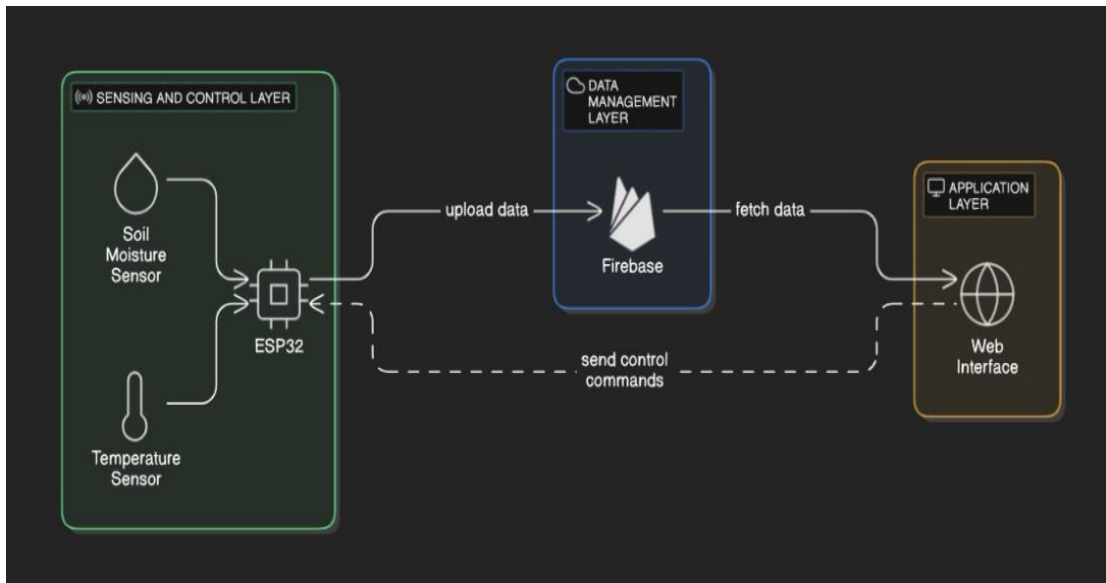 SENSING AND CONTROL LAYER
Soil
Moisture
Sensor
ESP32
Temperature
Sensor
upload data
DATA
MANAGEMENT
LAYER
Firebase
fetch data
send control
commands
APPLICATION
LAYER
Web
Interface